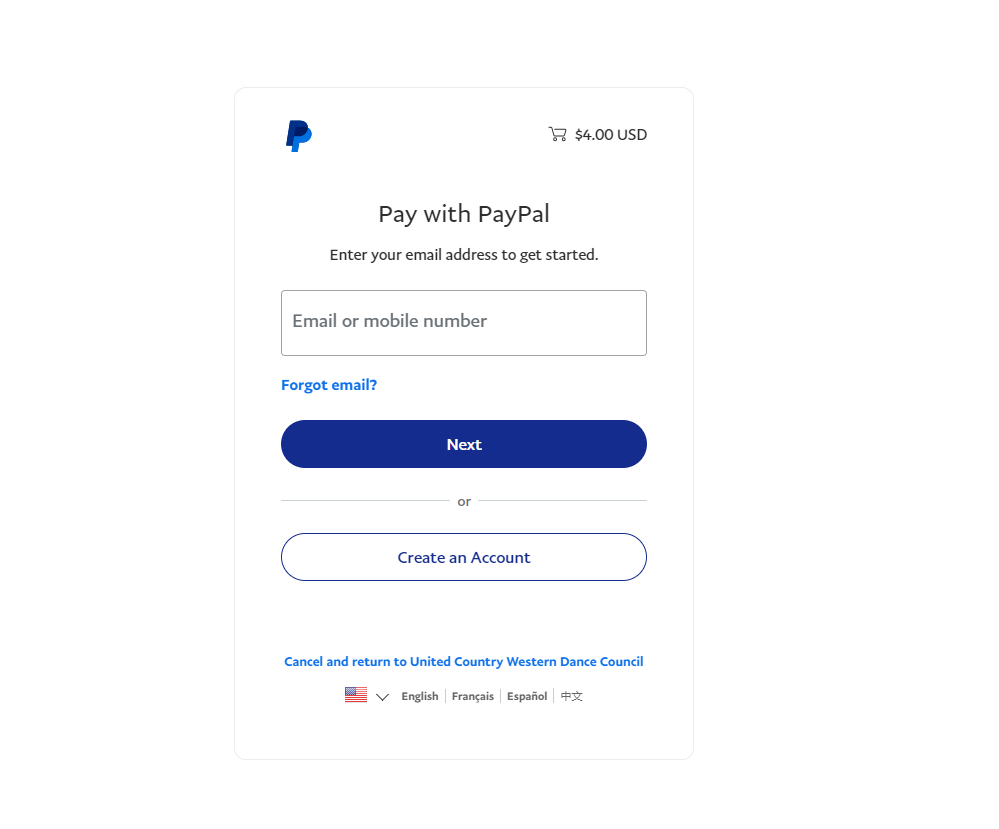 $4.00 USD
Pay with PayPal
Enter your email address to get started.
Email or mobile number
Forgot email?
Next
or
Create an Account
Cancel and return to United Country Western Dance Council
English Français Español 中文